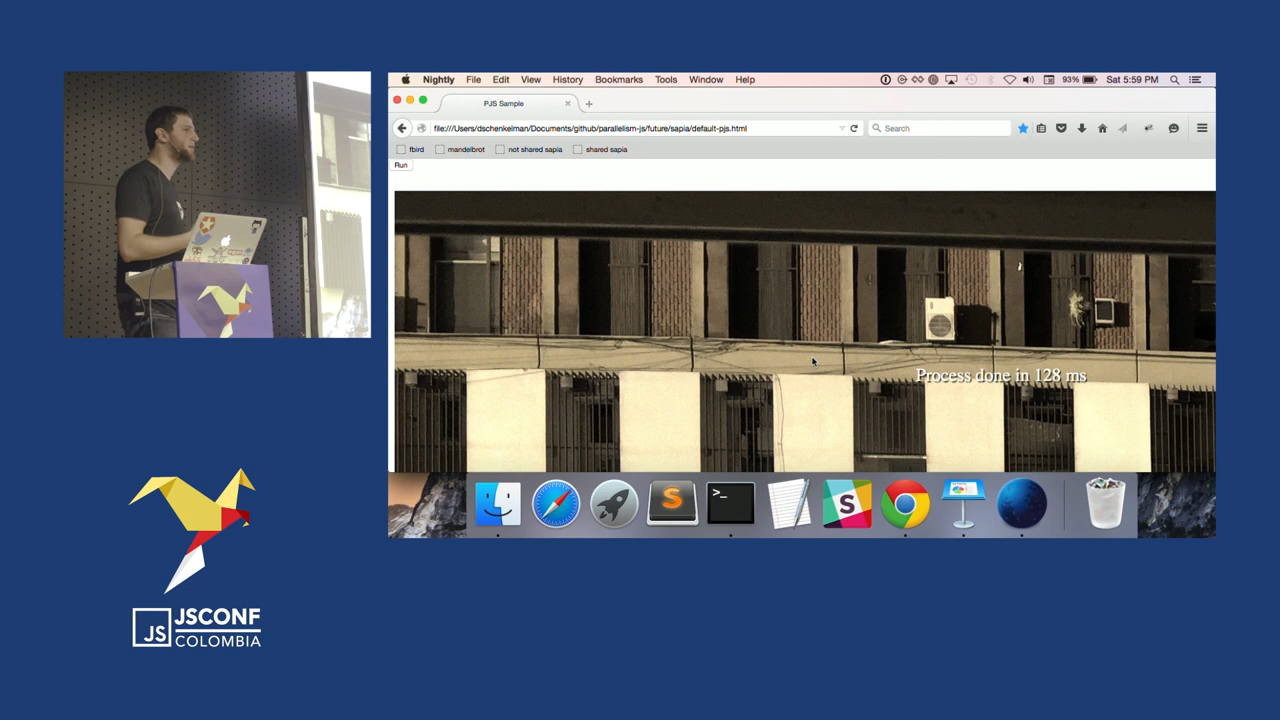 Nightly File Edit View History Bookmarks Tools Window Help 93% Sat 5:59 PM
PJS Sample
file:///Users/dschenkelman/Documents/github/parallelism-js/future/sapia/default-pjs.html Search
fbird mandelbrot not shared sapia shared sapia
Run
Process done in 128 ms
>_
S
JS
JSCONF
COLOMBIA